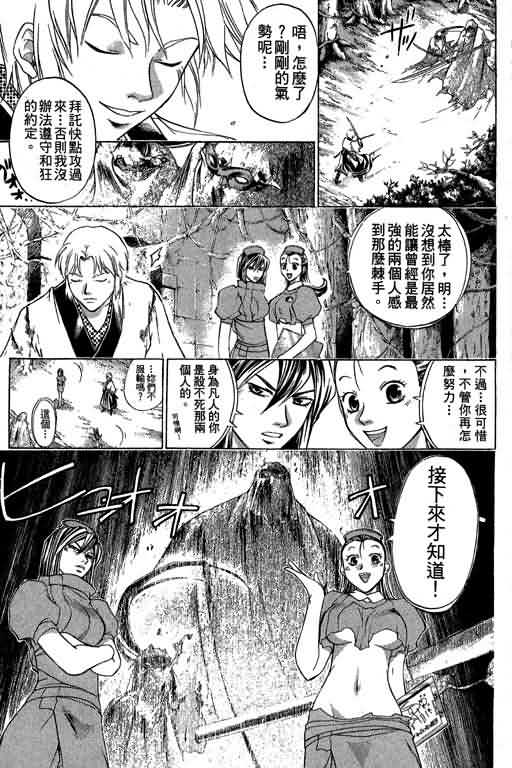 唔，怎麼了
？剛剛的氣
勢呢…
拜託快點攻過
來…否則我沒
辦法遵守和狂
的約定。
太棒了，明…
沒想到你居然
能讓曾經是最
強的兩個人感
到那麼棘手。
不過…很可惜
，不管你再怎
麼努力…
身為凡人的你
是殺不死那兩
個人的。
…妳們不
服輸嗎？
這個…
接下來才知道！
ヒュオオ